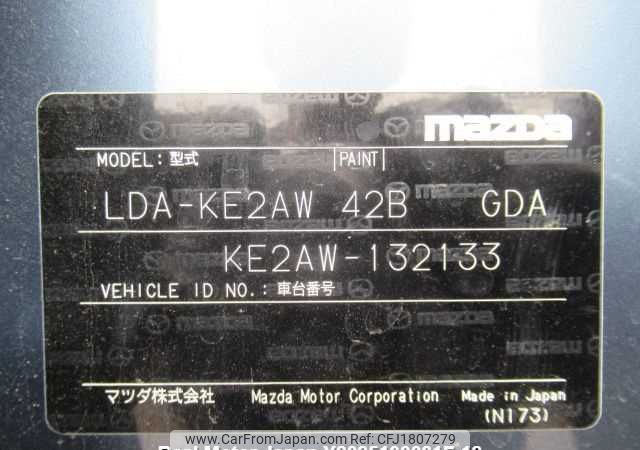 mazda
MODEL: 型式 PAINT
LDA-KE2AW 42B GDA
KE2AW-132133
VEHICLE ID NO.: 車台番号
マツダ株式会社 Mazda Motor Corporation Made in Japan
(N173)
www.CarFromJapan.com - Ref:CFJ1807279